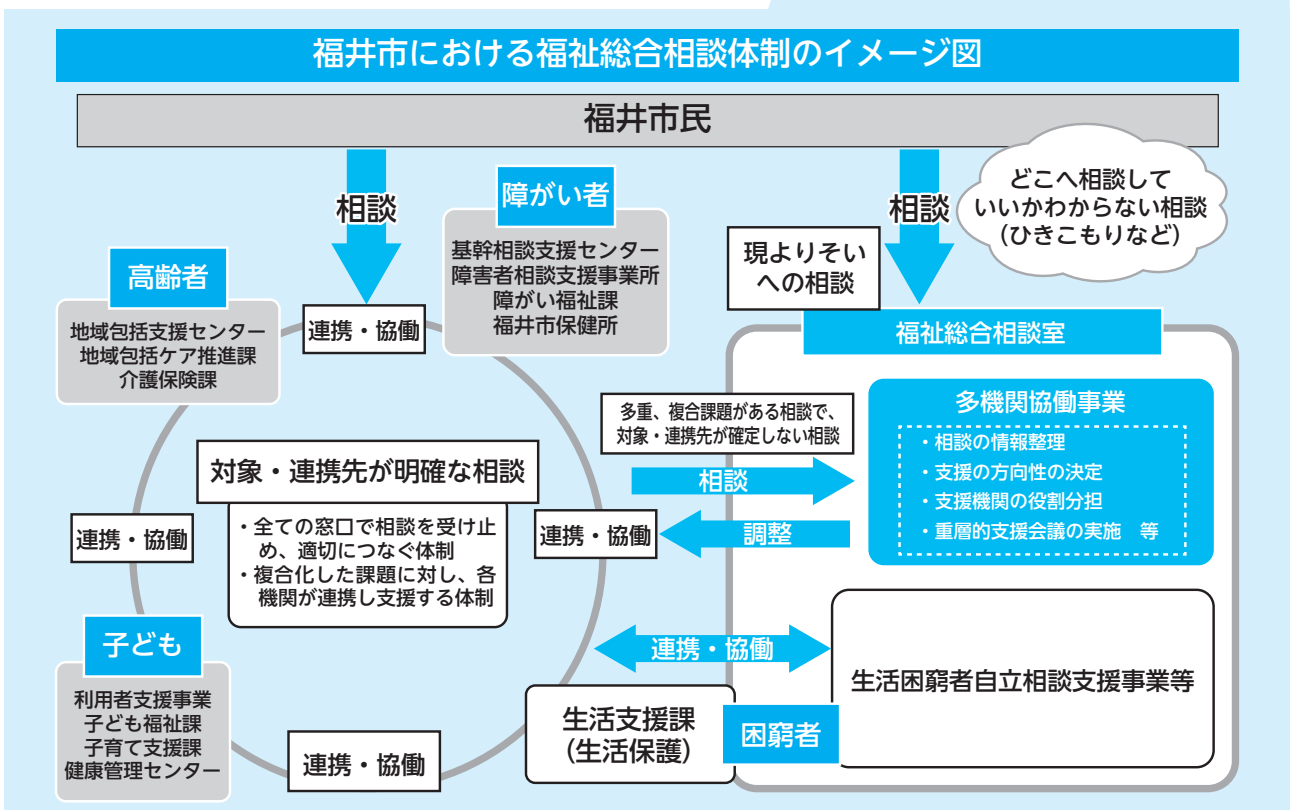 福井市における福祉総合相談体制のイメージ図
福井市民
相談
相談
どこへ相談して
いいかわからない相談
(ひきこもりなど)
障がい者
基幹相談支援センター
障害者相談支援事業所
障がい福祉課
福井市保健所
現よりそい
への相談
高齢者
地域包括支援センター
地域包括ケア推進課
介護保険課
連携・協働
福祉総合相談室
多重、複合課題がある相談で、
対象・連携先が確定しない相談
多機関協働事業
・相談の情報整理
・支援の方向性の決定
・支援機関の役割分担
・重層的支援会議の実施　等
対象・連携先が明確な相談
・全ての窓口で相談を受け止
め、適切につなぐ体制
・複合化した課題に対し、各
機関が連携し支援する体制
相談
調整
連携・協働
連携・協働
子ども
利用者支援事業
子ども福祉課
子育て支援課
健康管理センター
連携・協働
連携・協働
生活支援課
(生活保護)
困窮者
生活困窮者自立相談支援事業等